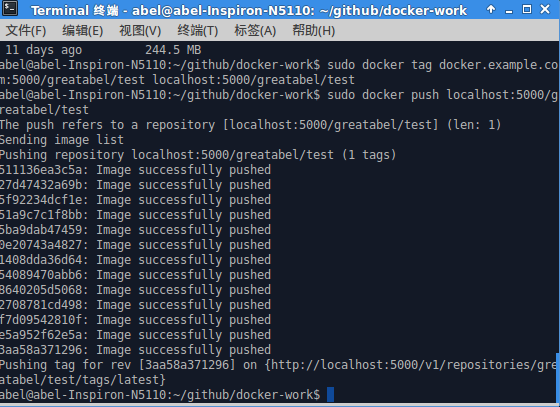 Terminal 终端 - abel@abel-Inspiron-N5110: ~/github/docker-work
文件(F) 编辑(E) 视图(V) 终端(T) 标签(A) 帮助(H)
11 days ago 244.5 MB
abel@abel-Inspiron-N5110:~/github/docker-work$ sudo docker tag docker.example.co
m:5000/greatabel/test localhost:5000/greatabel/test
abel@abel-Inspiron-N5110:~/github/docker-work$ sudo docker push localhost:5000/g
reatabel/test
The push refers to a repository [localhost:5000/greatabel/test] (len: 1)
Sending image list
Pushing repository localhost:5000/greatabel/test (1 tags)
511136ea3c5a: Image successfully pushed
27d47432a69b: Image successfully pushed
5f92234dcf1e: Image successfully pushed
51a9c7c1f8bb: Image successfully pushed
5ba9dab47459: Image successfully pushed
0e20743a4827: Image successfully pushed
1408dda36d64: Image successfully pushed
54089470abb6: Image successfully pushed
8640205d5068: Image successfully pushed
2708781cd498: Image successfully pushed
f7d09542810f: Image successfully pushed
e5a952f62e5a: Image successfully pushed
3aa58a371296: Image successfully pushed
Pushing tag for rev [3aa58a371296] on {http://localhost:5000/v1/repositories/gre
atabel/test/tags/latest}
abel@abel-Inspiron-N5110:~/github/docker-work$